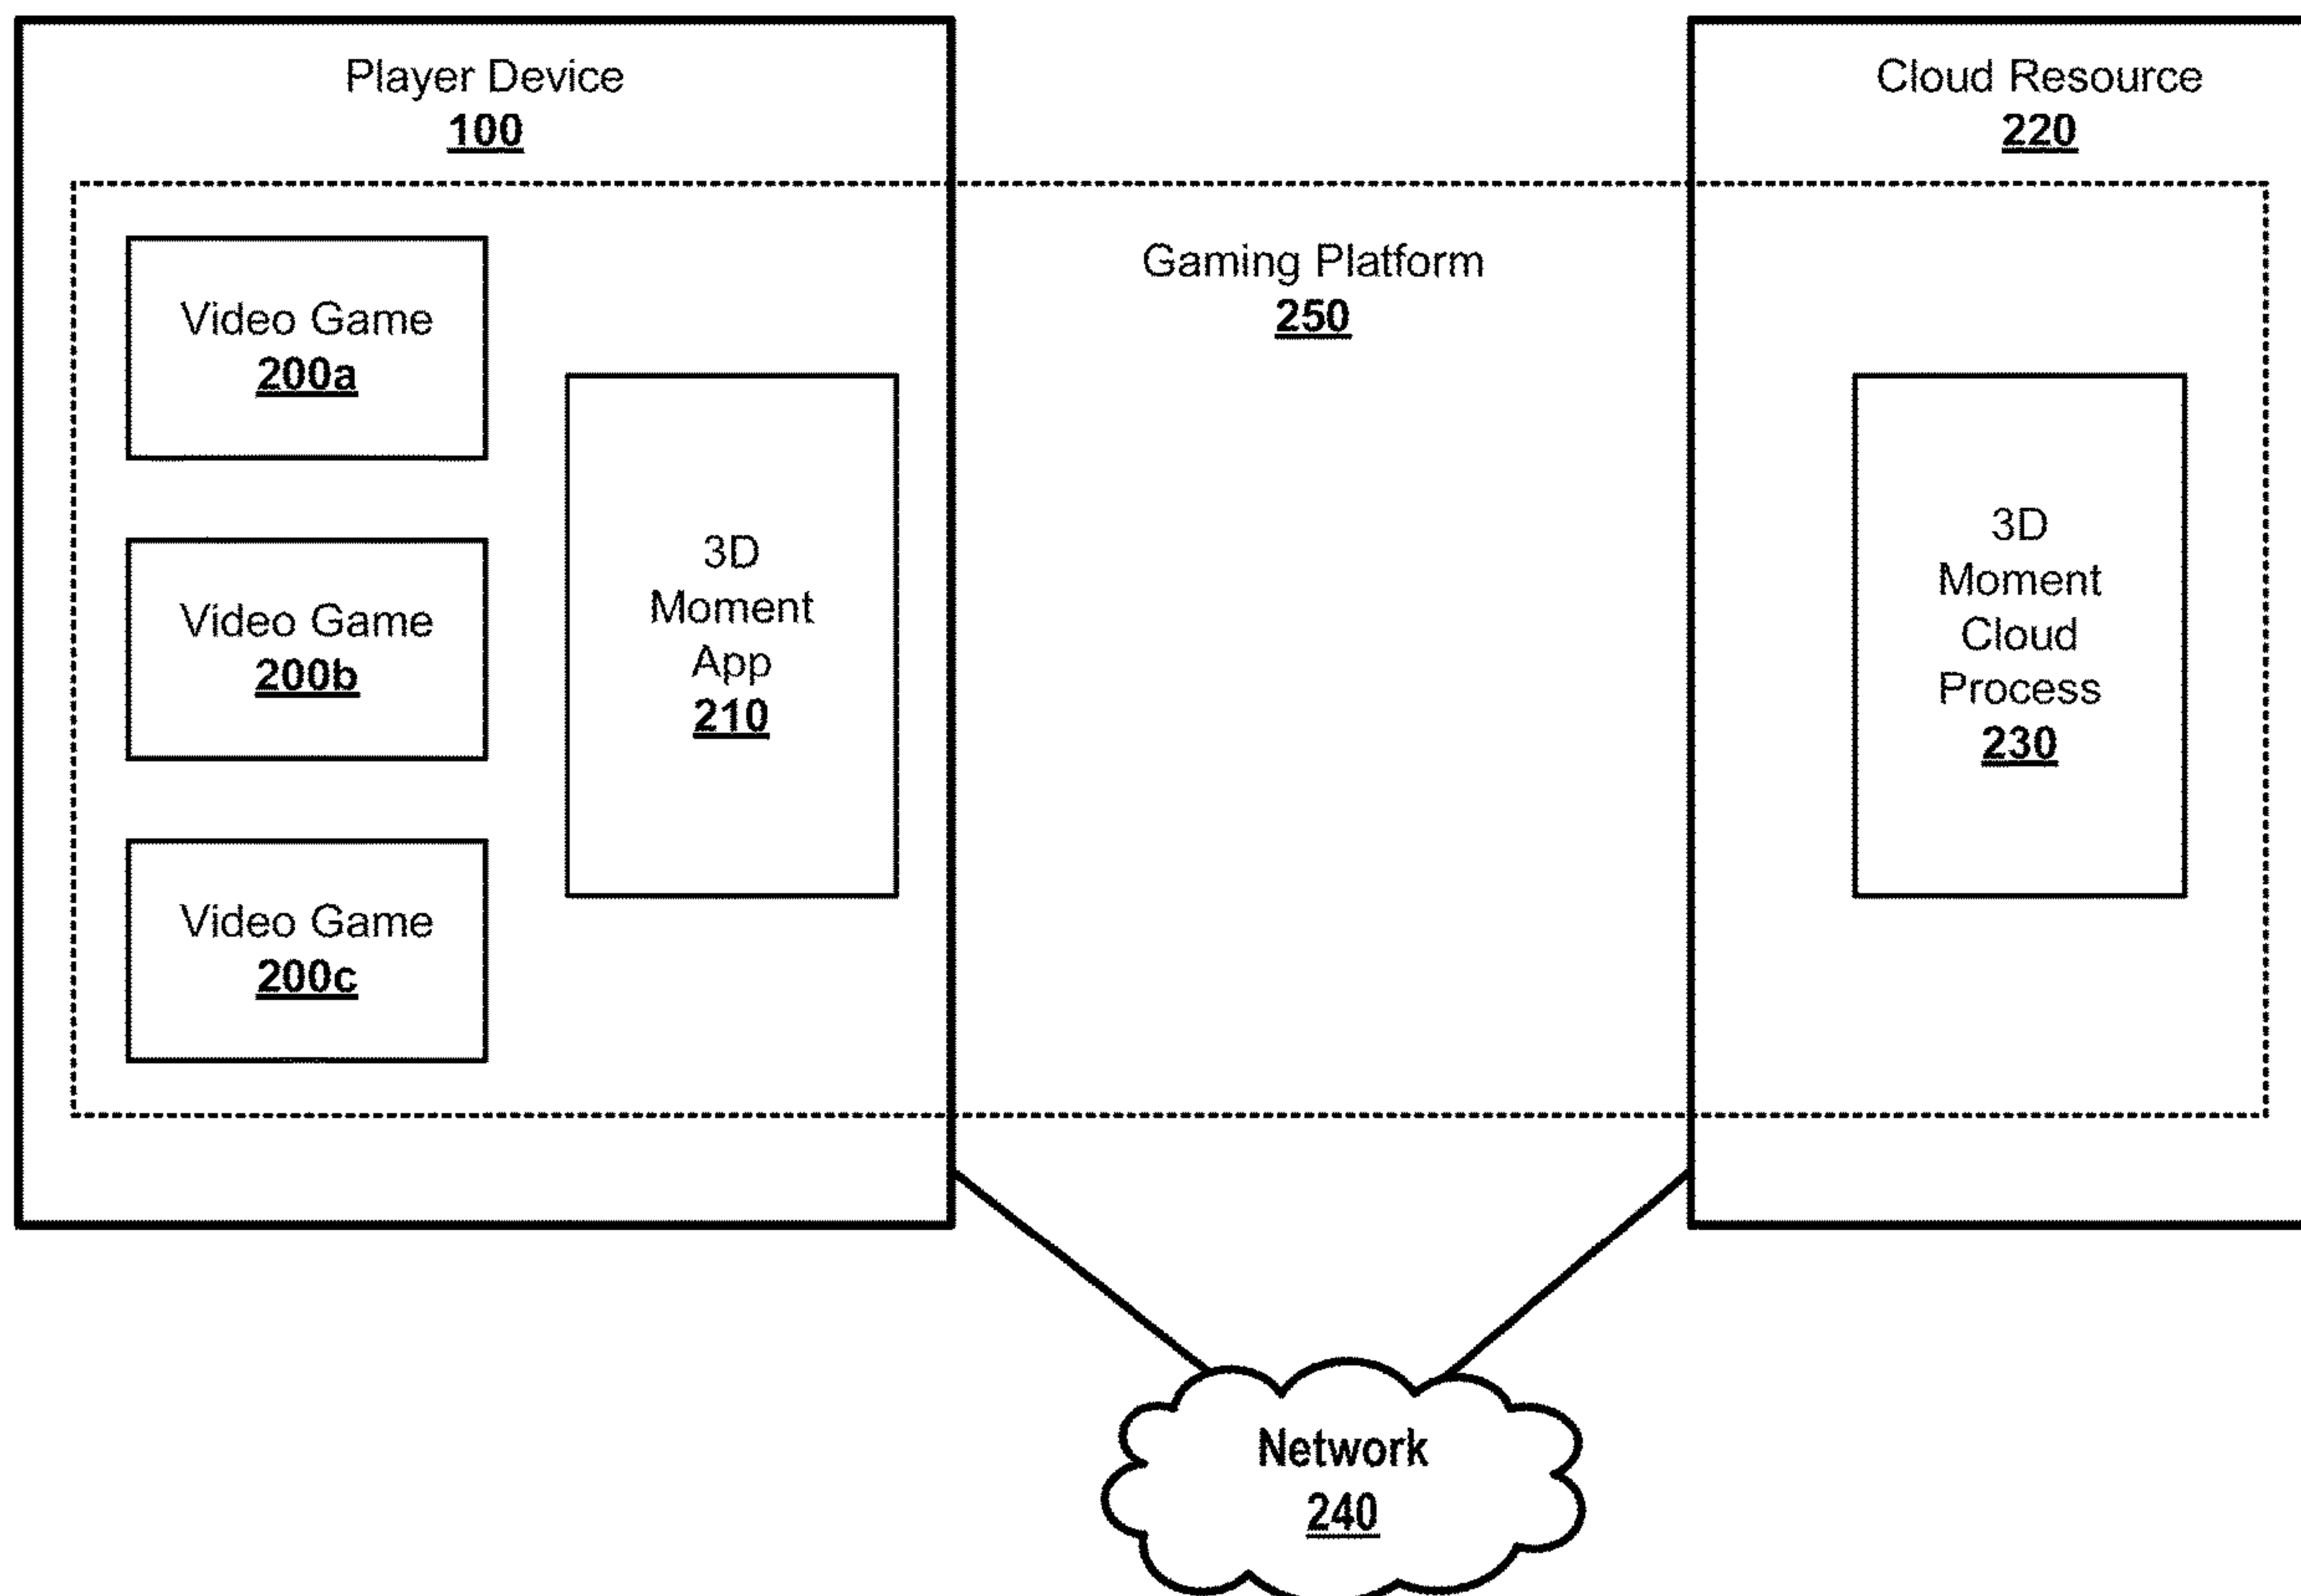 Player Device
100
Cloud Resource
220
Gaming Platform
250
Video Game
200a
Video Game
200b
Video Game
200c
3D
Moment
App
210
3D
Moment
Cloud
Process
230
Network
240